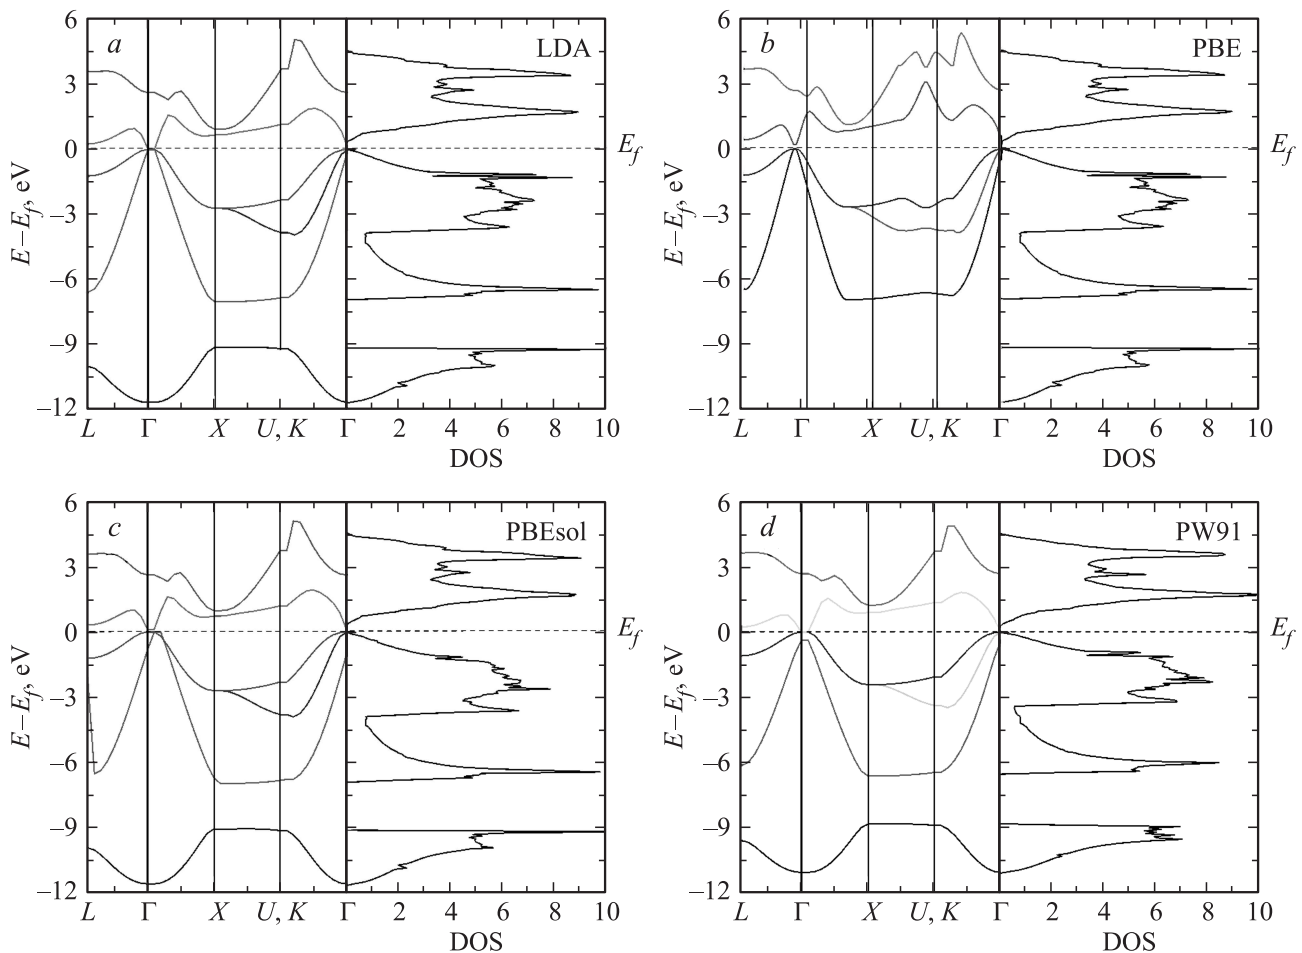 a
LDA
6
3
0
–3
–6
–9
–12
E–E_f, eV
E_f
L Γ X U, K Γ 2 4 6 8 10
DOS
b
PBE
6
3
0
–3
–6
–9
–12
E–E_f, eV
E_f
L Γ X U, K Γ 2 4 6 8 10
DOS
c
PBEsol
6
3
0
–3
–6
–9
–12
E–E_f, eV
E_f
L Γ X U, K Γ 2 4 6 8 10
DOS
d
PW91
6
3
0
–3
–6
–9
–12
E–E_f, eV
E_f
L Γ X U, K Γ 2 4 6 8 10
DOS